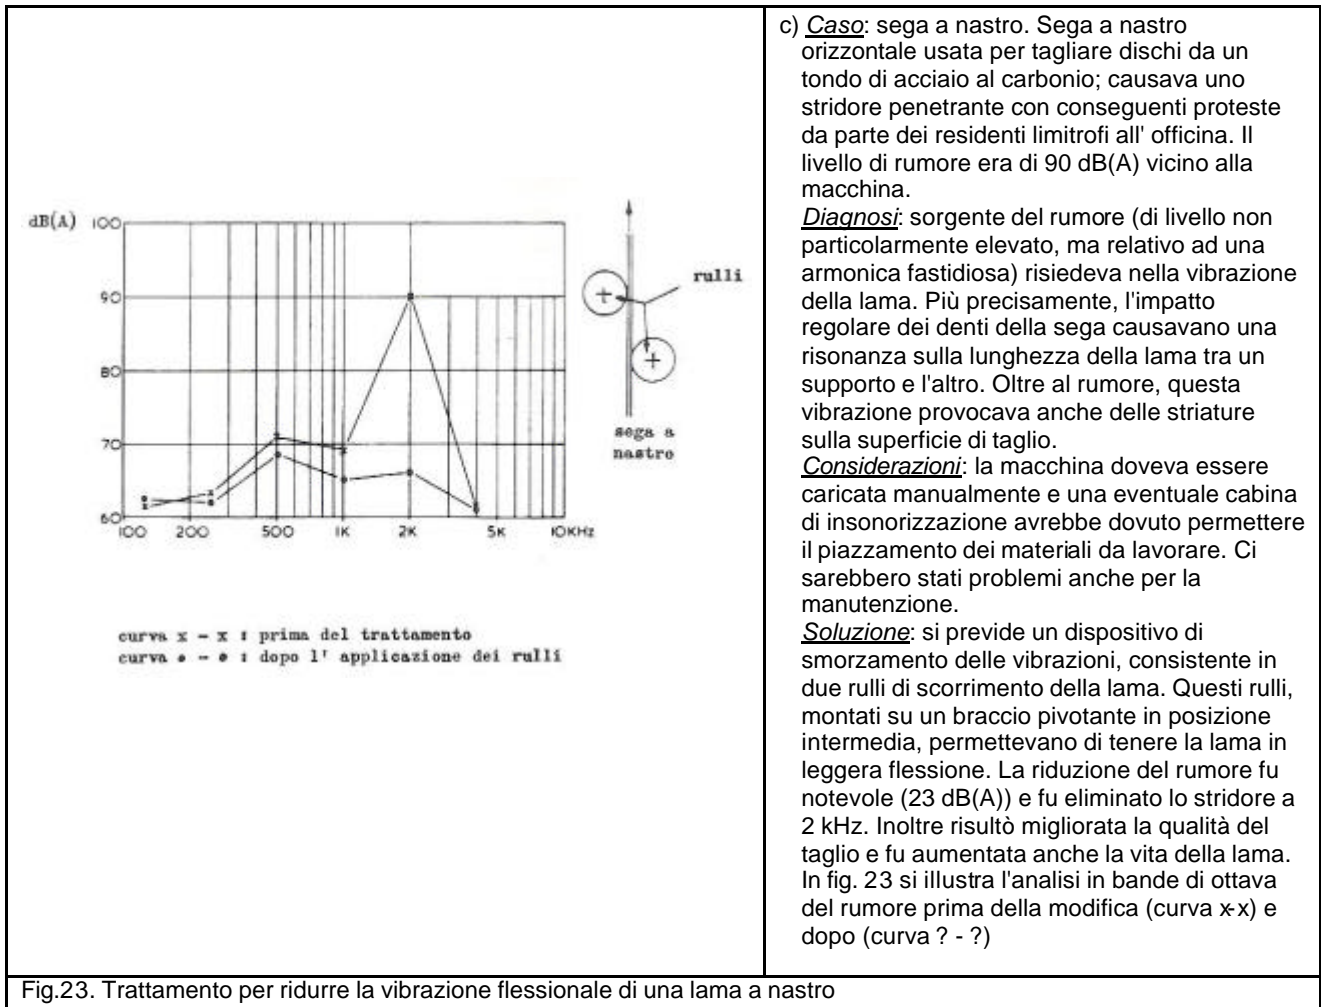 dB(A)
100
90
80
70
60
100 200 500 1K 2K 5K 10KHz
rulli
sega a
nastro
curva x - x : prima del trattamento
curva o - o : dopo l' applicazione dei rulli
c) Caso: sega a nastro. Sega a nastro
orizzontale usata per tagliare dischi da un
tondo di acciaio al carbonio; causava uno
stridore penetrante con conseguenti proteste
da parte dei residenti limitrofi all' officina. Il
livello di rumore era di 90 dB(A) vicino alla
macchina.
Diagnosi: sorgente del rumore (di livello non
particolarmente elevato, ma relativo ad una
armonica fastidiosa) risiedeva nella vibrazione
della lama. Più precisamente, l'impatto
regolare dei denti della sega causavano una
risonanza sulla lunghezza della lama tra un
supporto e l'altro. Oltre al rumore, questa
vibrazione provocava anche delle striature
sulla superficie di taglio.
Considerazioni: la macchina doveva essere
caricata manualmente e una eventuale cabina
di insonorizzazione avrebbe dovuto permettere
il piazzamento dei materiali da lavorare. Ci
sarebbero stati problemi anche per la
manutenzione.
Soluzione: si previde un dispositivo di
smorzamento delle vibrazioni, consistente in
due rulli di scorrimento della lama. Questi rulli,
montati su un braccio pivotante in posizione
intermedia, permettevano di tenere la lama in
leggera flessione. La riduzione del rumore fu
notevole (23 dB(A)) e fu eliminato lo stridore a
2 kHz. Inoltre risultò migliorata la qualità del
taglio e fu aumentata anche la vita della lama.
In fig. 23 si illustra l'analisi in bande di ottava
del rumore prima della modifica (curva x-x) e
dopo (curva ? - ?)
Fig.23. Trattamento per ridurre la vibrazione flessionale di una lama a nastro